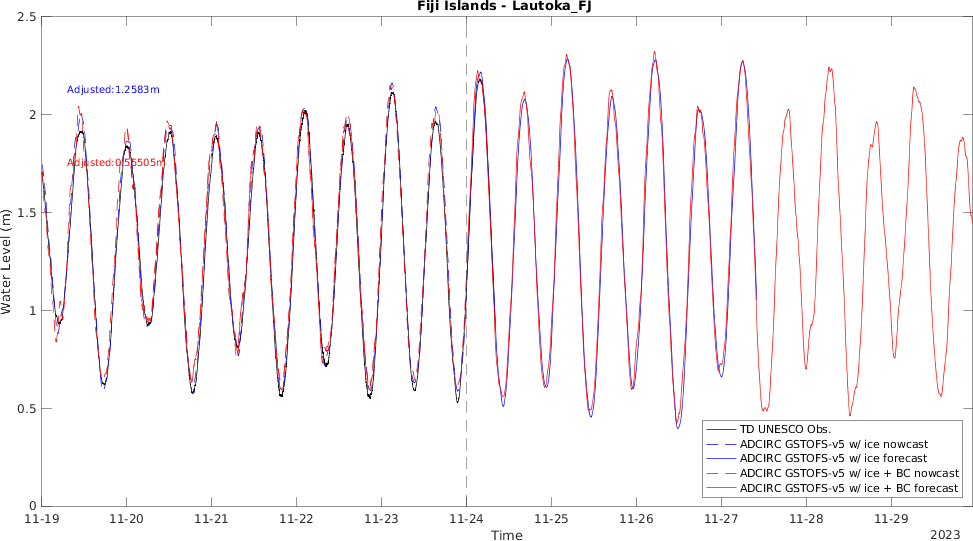 Fiji Islands - Lautoka_FJ
2.5
2
1.5
1
0.5
0
Water Level (m)
Adjusted:1.2583m
Adjusted:0.55505m
TD UNESCO Obs.
ADCIRC GSTOFS-v5 w/ ice nowcast
ADCIRC GSTOFS-v5 w/ ice forecast
ADCIRC GSTOFS-v5 w/ ice + BC nowcast
ADCIRC GSTOFS-v5 w/ ice + BC forecast
11-19 11-20 11-21 11-22 11-23 11-24 11-25 11-26 11-27 11-28 11-29
Time
2023